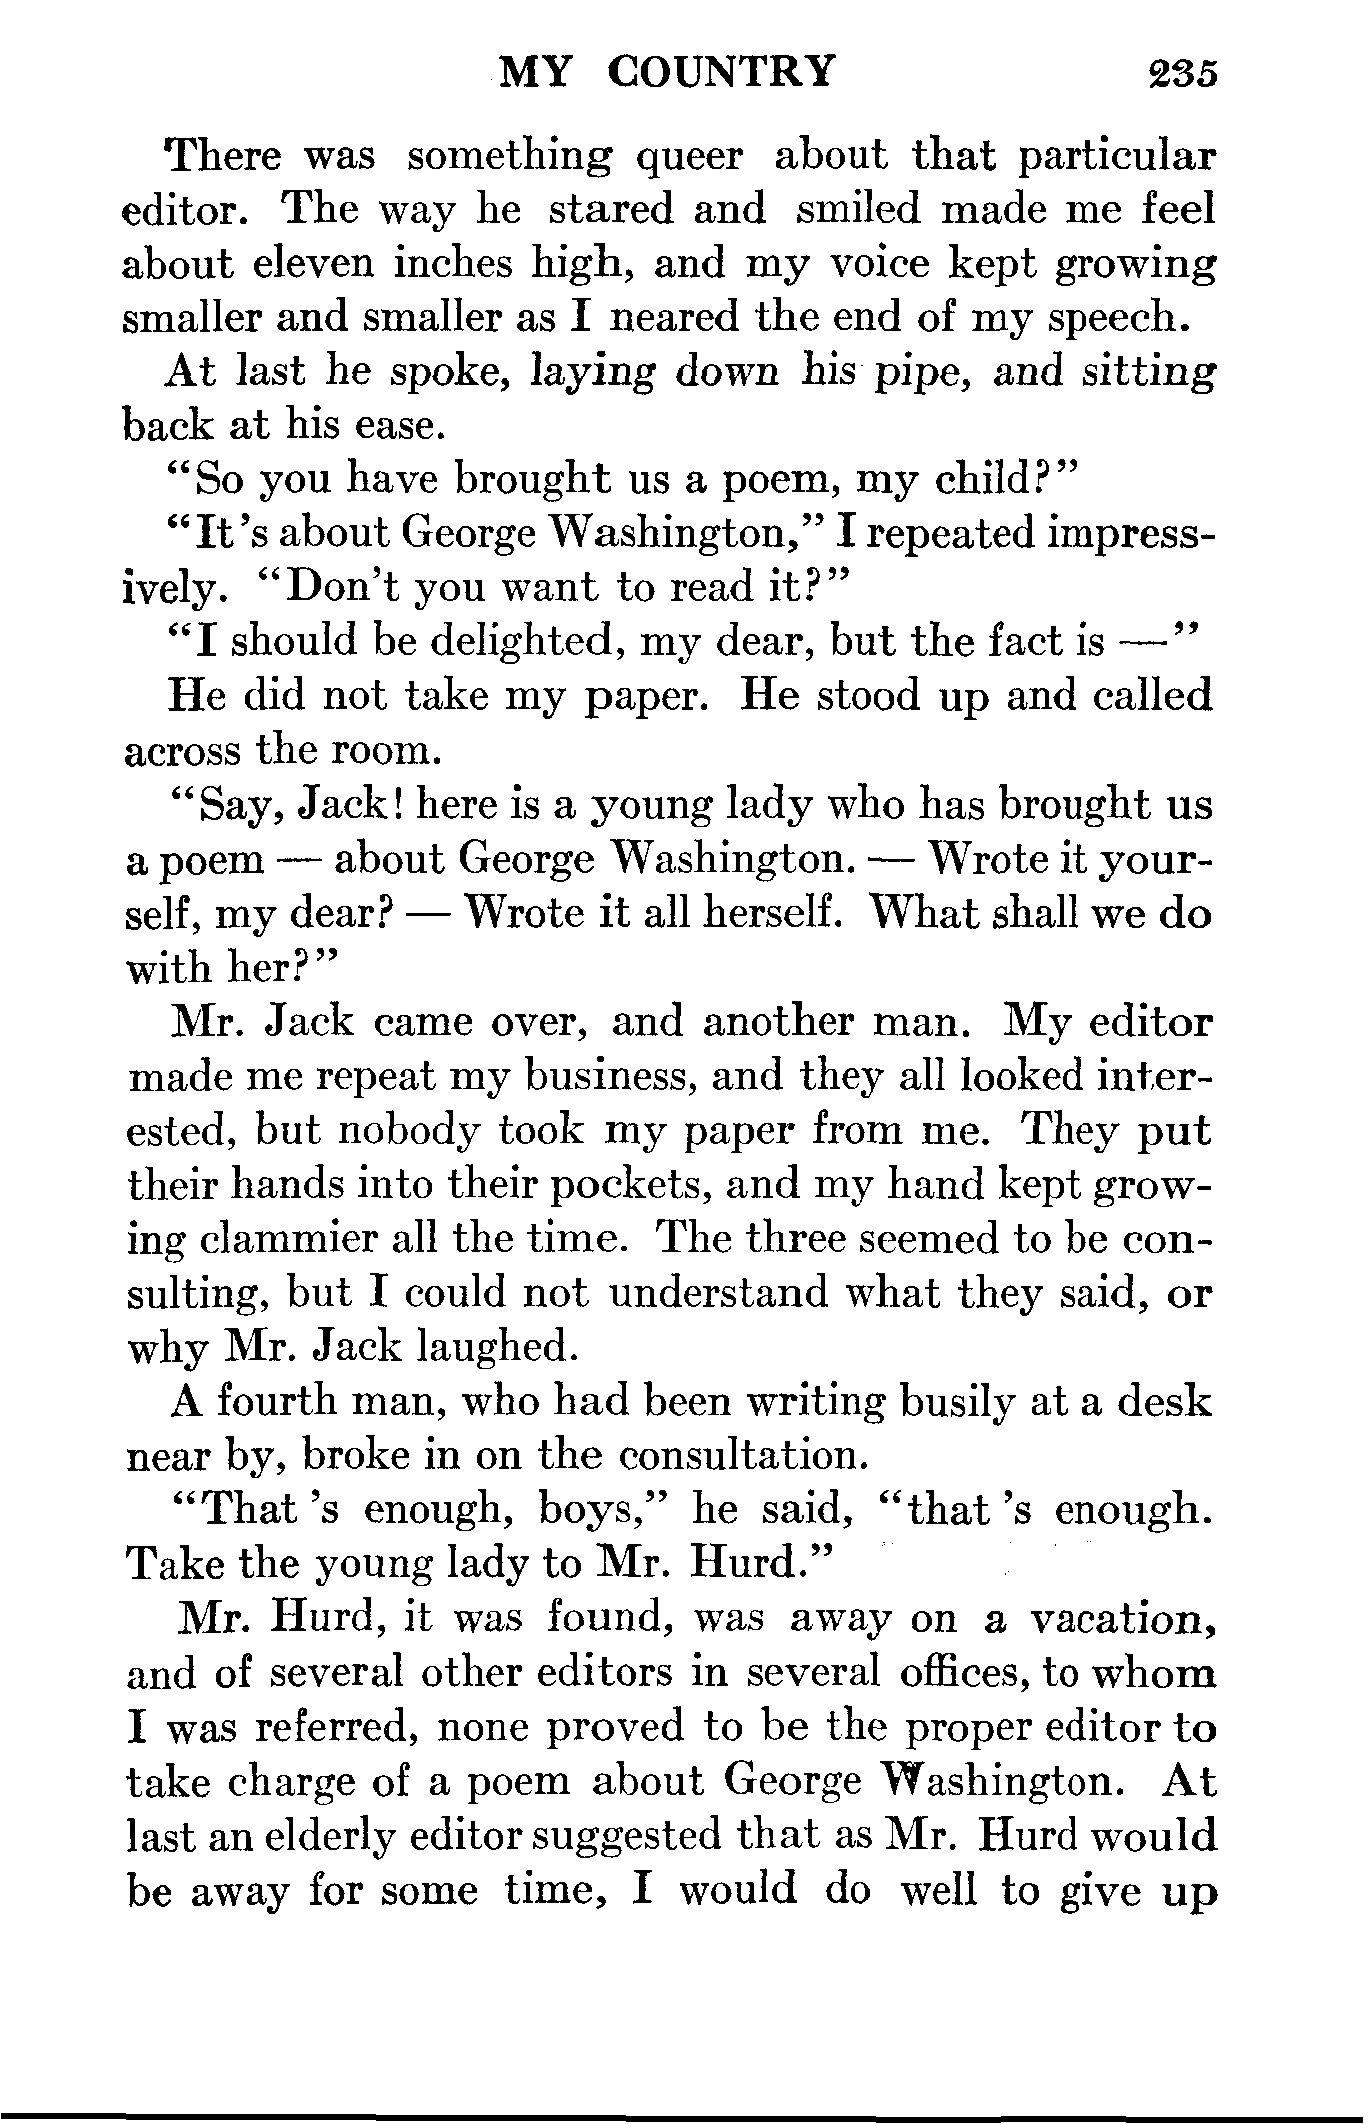 MY COUNTRY 235
There was something queer about that particular
editor. The way he stared and smiled made me feel
about eleven inches high, and my voice kept growing
smaller and smaller as I neared the end of my speech.
At last he spoke, laying down his pipe, and sitting
back at his ease.
“So you have brought us a poem, my child?”
“It’s about George Washington,” I repeated impress-
ively. “Don’t you want to read it?”
“I should be delighted, my dear, but the fact is —”
He did not take my paper. He stood up and called
across the room.
“Say, Jack! here is a young lady who has brought us
a poem — about George Washington. — Wrote it your-
self, my dear? — Wrote it all herself. What shall we do
with her?”
Mr. Jack came over, and another man. My editor
made me repeat my business, and they all looked inter-
ested, but nobody took my paper from me. They put
their hands into their pockets, and my hand kept grow-
ing clammier all the time. The three seemed to be con-
sulting, but I could not understand what they said, or
why Mr. Jack laughed.
A fourth man, who had been writing busily at a desk
near by, broke in on the consultation.
“That ’s enough, boys,” he said, “that ’s enough.
Take the young lady to Mr. Hurd.”
Mr. Hurd, it was found, was away on a vacation,
and of several other editors in several offices, to whom
I was referred, none proved to be the proper editor to
take charge of a poem about George Washington. At
last an elderly editor suggested that as Mr. Hurd would
be away for some time, I would do well to give up